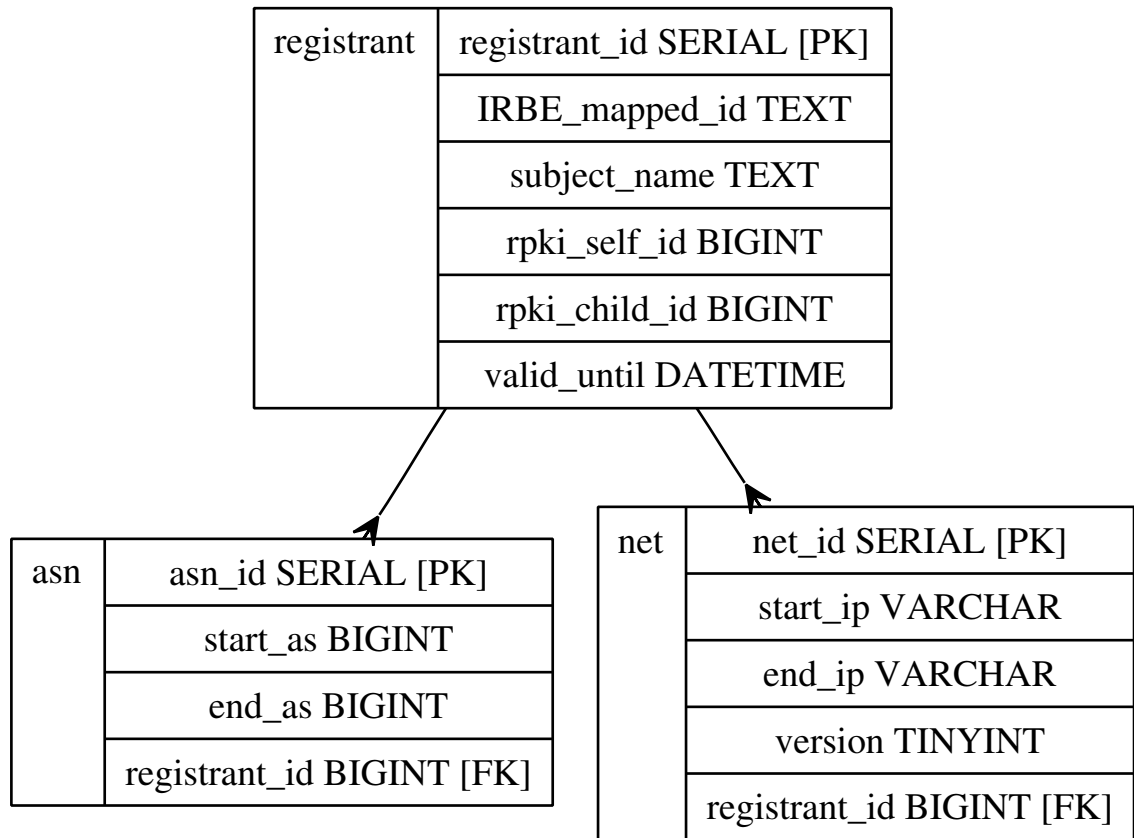 registrant
registrant_id SERIAL [PK]
IRBE_mapped_id TEXT
subject_name TEXT
rpki_self_id BIGINT
rpki_child_id BIGINT
valid_until DATETIME
asn
asn_id SERIAL [PK]
start_as BIGINT
end_as BIGINT
registrant_id BIGINT [FK]
net
net_id SERIAL [PK]
start_ip VARCHAR
end_ip VARCHAR
version TINYINT
registrant_id BIGINT [FK]